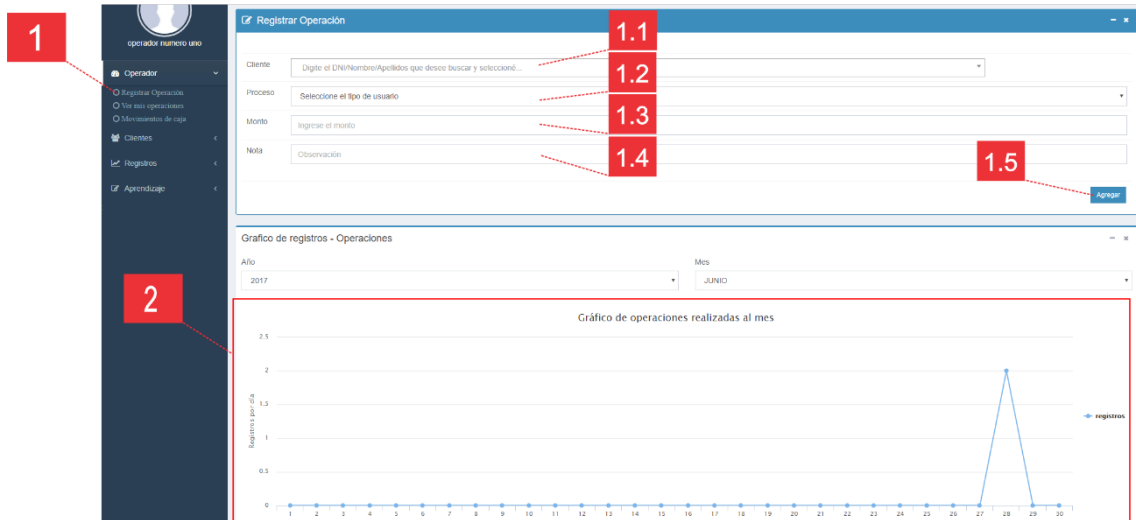 1
operador numero uno
Operador
Registrar Operación
Ver mis operaciones
Movimientos de caja
Clientes
Registros
Aprendizaje
Registrar Operación
1.1
Cliente
Digite el DNI/Nombre/Apellidos que desee buscar y seleccioné...
1.2
Proceso
Seleccione el tipo de usuario
1.3
Monto
Ingrese el monto
1.4
Nota
Observación
1.5
Agregar
Grafico de registros - Operaciones
Año
Mes
2017
JUNIO
2
Gráfico de operaciones realizadas al mes
2.5
2
1.5
1
0.5
0
Registros por día
registros
1 2 3 4 5 6 7 8 9 10 11 12 13 14 15 16 17 18 19 20 21 22 23 24 25 26 27 28 29 30